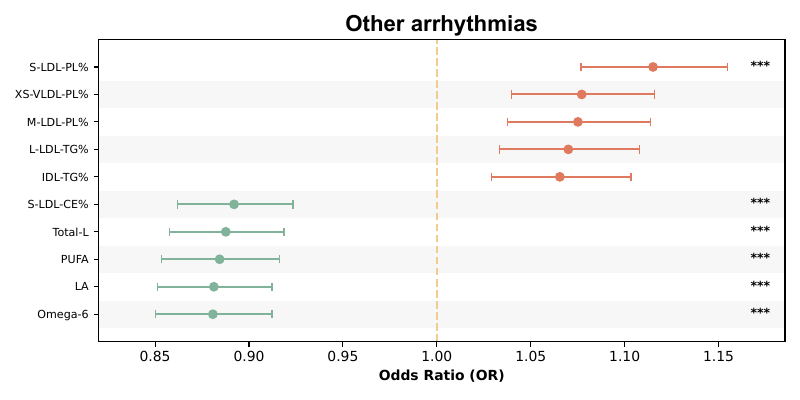 Other arrhythmias
S-LDL-PL% ***
XS-VLDL-PL%
M-LDL-PL%
L-LDL-TG%
IDL-TG%
S-LDL-CE% ***
Total-L ***
PUFA ***
LA ***
Omega-6 ***
0.85 0.90 0.95 1.00 1.05 1.10 1.15
Odds Ratio (OR)